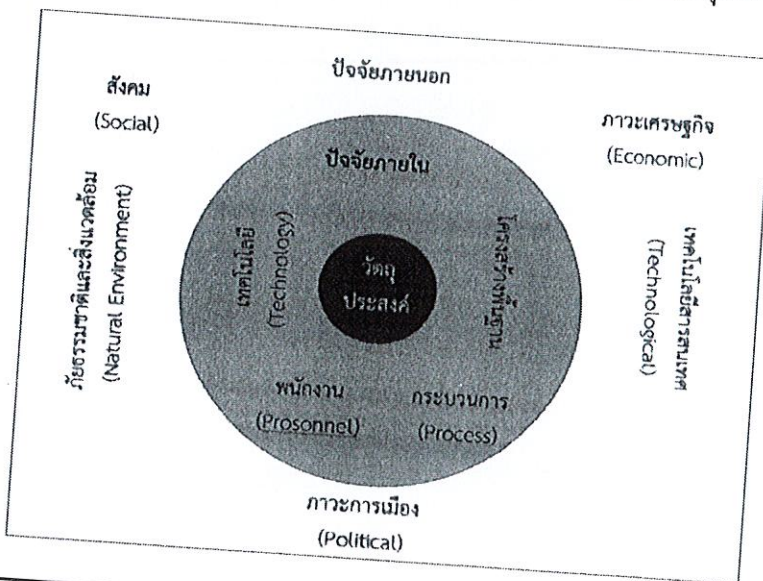 ปัจจัยภายนอก
สังคม
(Social)
ภาวะเศรษฐกิจ
(Economic)
ปัจจัยภายใน
ภัยธรรมชาติและสิ่งแวดล้อม
(Natural Environment)
เทคโนโลยี
(Technology)
วัตถุ
ประสงค์
โครงสร้างพื้นฐาน
เทคโนโลยีสารสนเทศ
(Technological)
พนักงาน
(Prosonnel)
กระบวนการ
(Process)
ภาวะการเมือง
(Political)